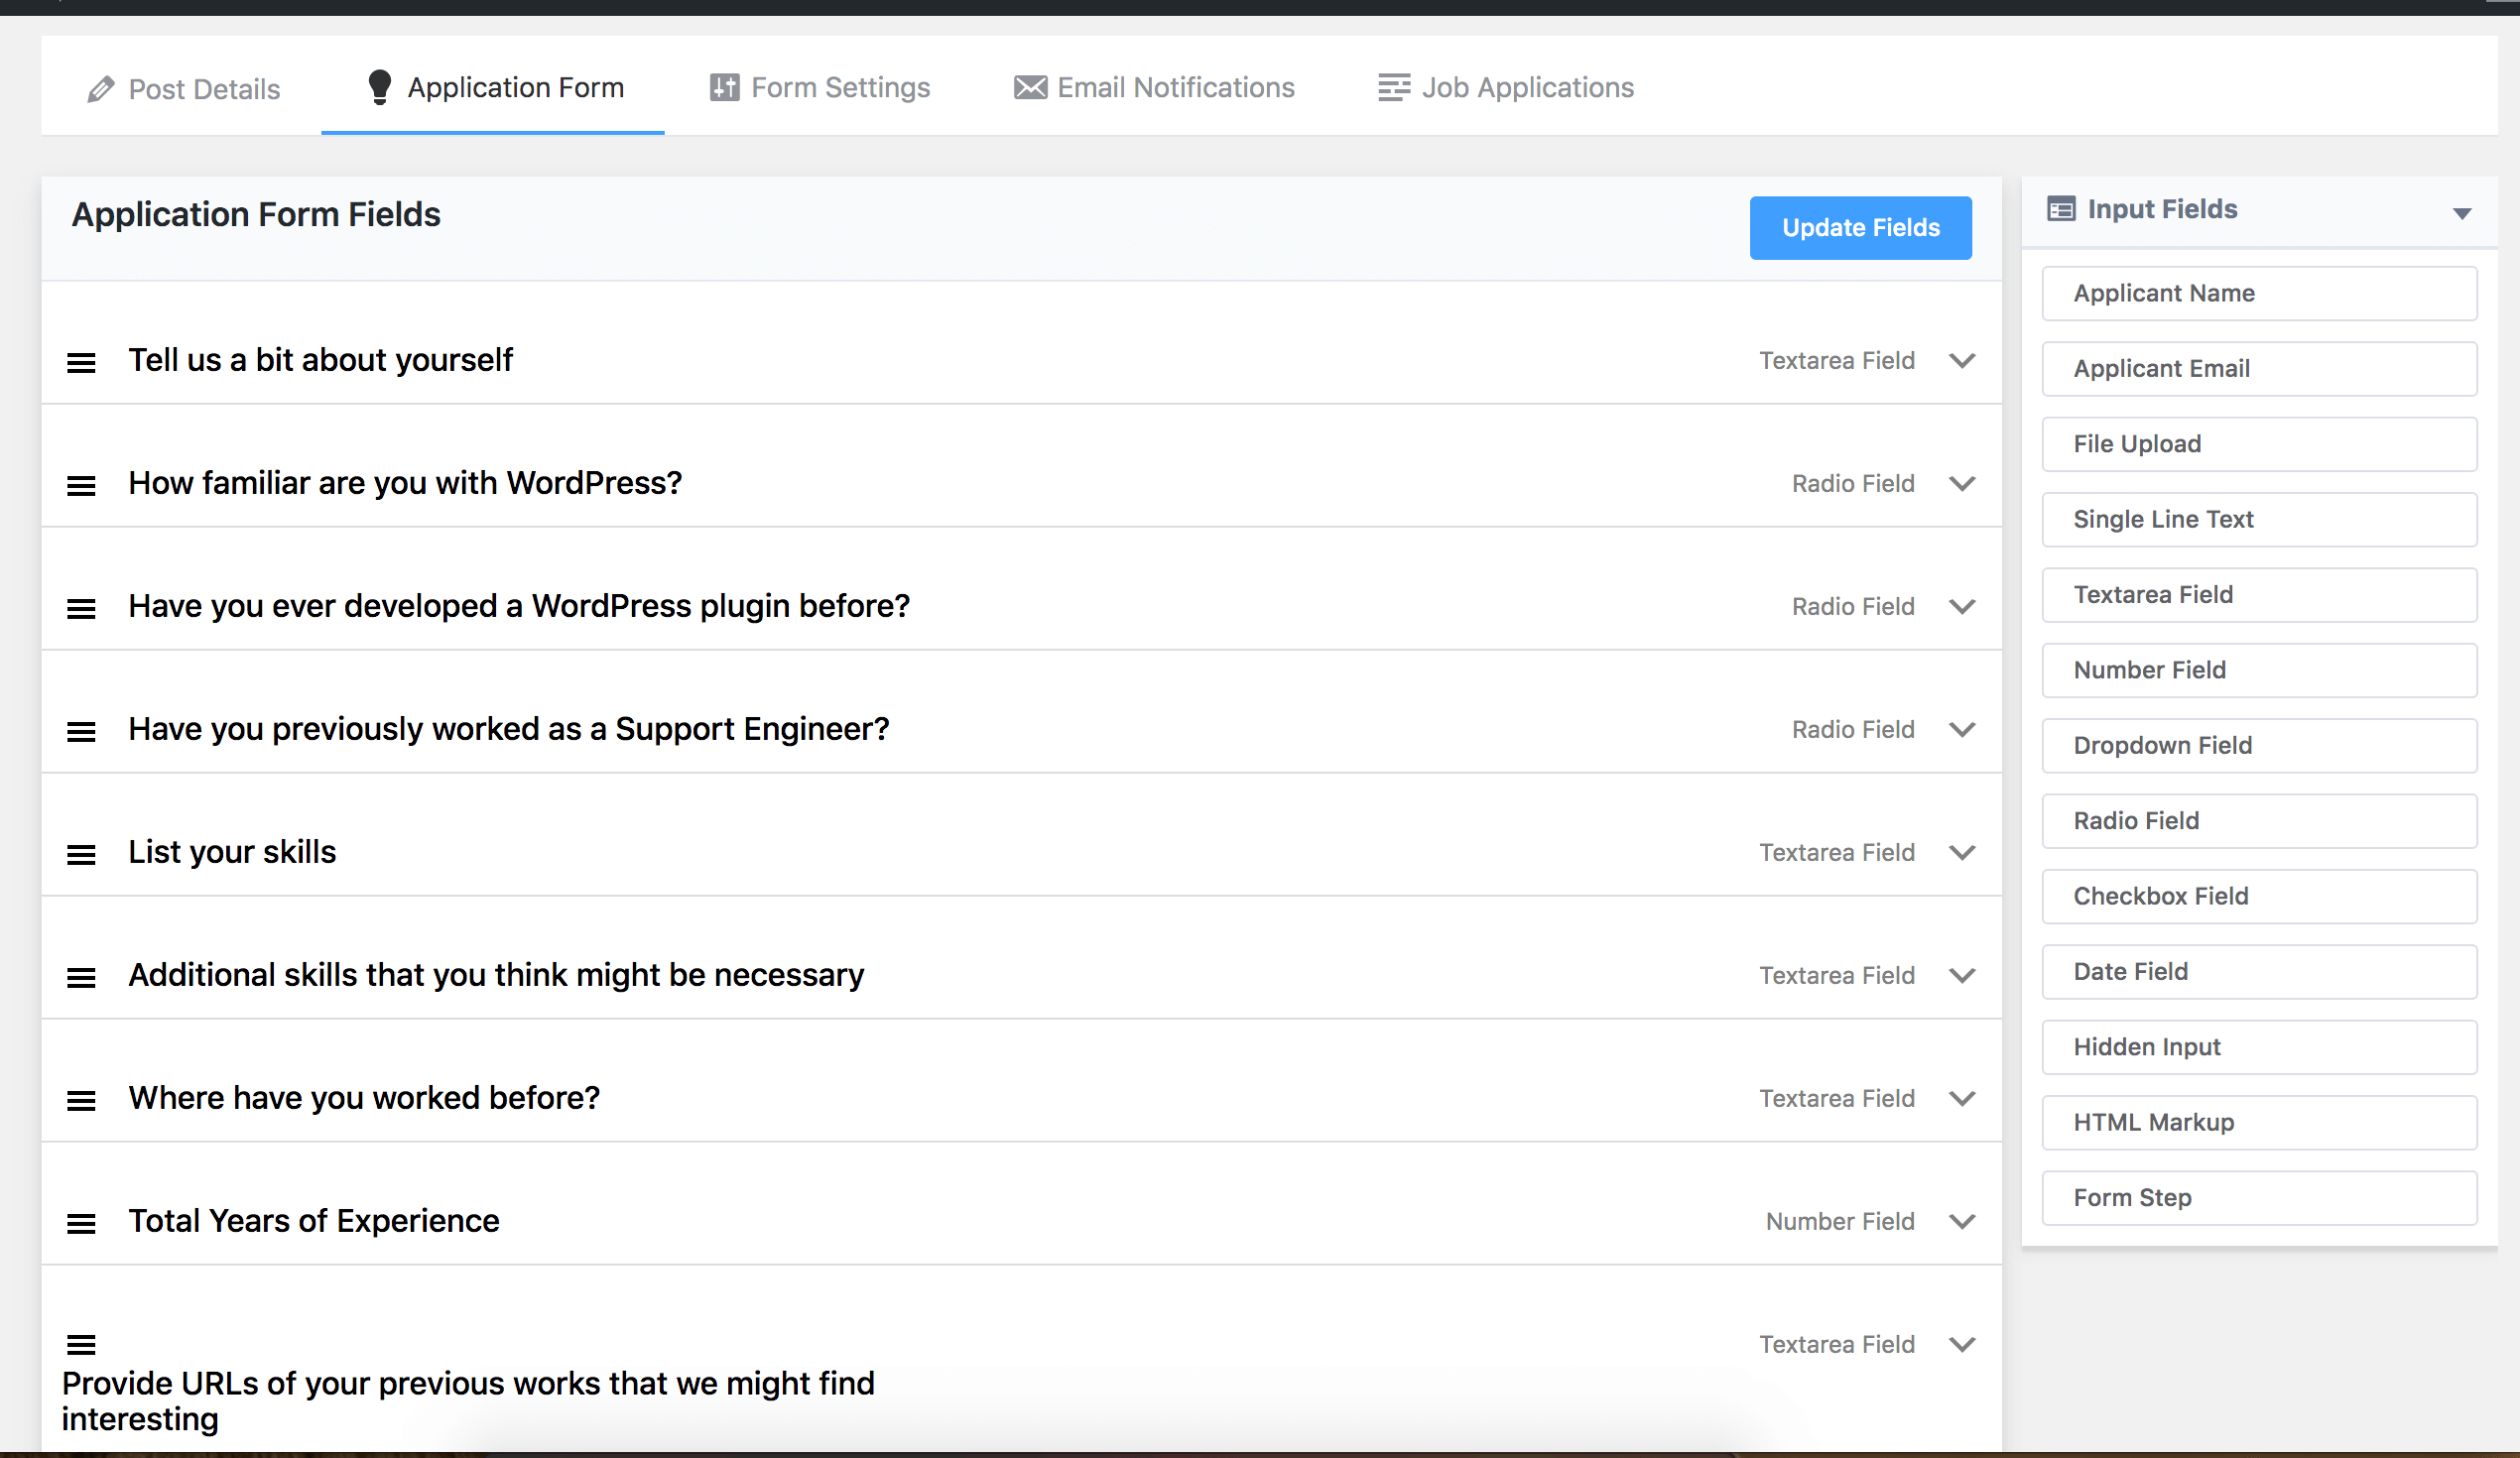 Post Details
Application Form
Form Settings
Email Notifications
Job Applications
Application Form Fields
Update Fields
Tell us a bit about yourself
Textarea Field
How familiar are you with WordPress?
Radio Field
Have you ever developed a WordPress plugin before?
Radio Field
Have you previously worked as a Support Engineer?
Radio Field
List your skills
Textarea Field
Additional skills that you think might be necessary
Textarea Field
Where have you worked before?
Textarea Field
Total Years of Experience
Number Field
Textarea Field
Provide URLs of your previous works that we might find
interesting
Input Fields
Applicant Name
Applicant Email
File Upload
Single Line Text
Textarea Field
Number Field
Dropdown Field
Radio Field
Checkbox Field
Date Field
Hidden Input
HTML Markup
Form Step